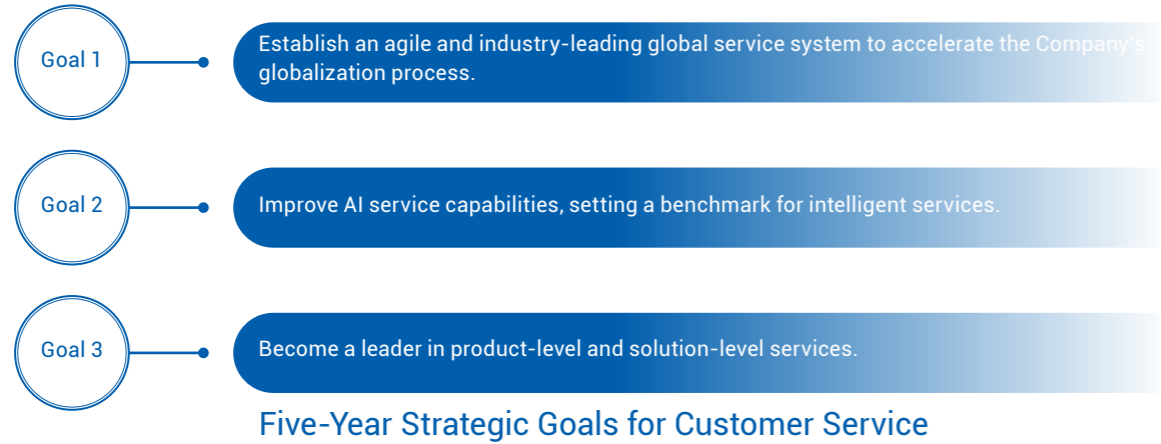 Goal 1
Establish an agile and industry-leading global service system to accelerate the Company's
globalization process.
Goal 2
Improve AI service capabilities, setting a benchmark for intelligent services.
Goal 3
Become a leader in product-level and solution-level services.
Five-Year Strategic Goals for Customer Service